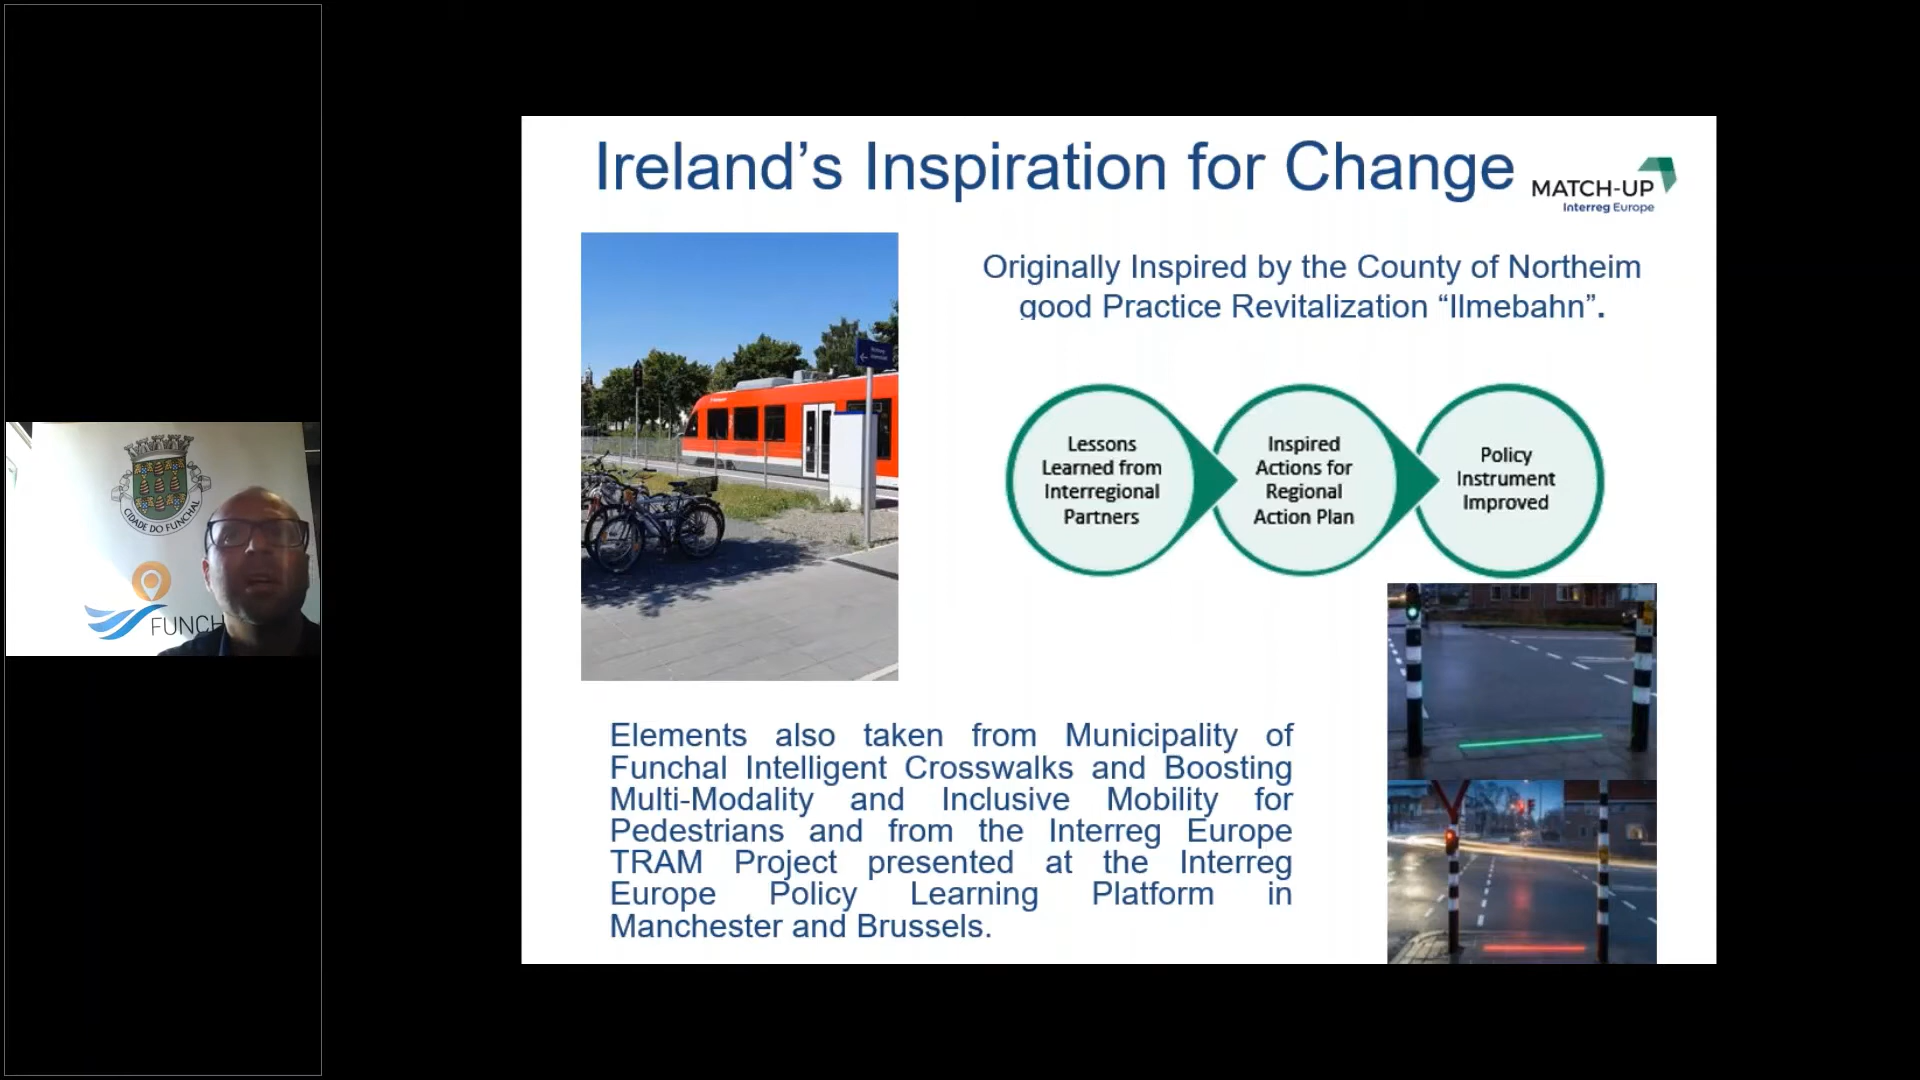 Ireland’s Inspiration for Change
MATCH-UP
Interreg Europe
Originally Inspired by the County of Northeim
good Practice Revitalization “Ilmebahn”.
Lessons
Learned from
Interregional
Partners
Inspired
Actions for
Regional
Action Plan
Policy
Instrument
Improved
CIDADE DO FUNCHAL
FUNCH
Elements also taken from Municipality of
Funchal Intelligent Crosswalks and Boosting
Multi-Modality and Inclusive Mobility for
Pedestrians and from the Interreg Europe
TRAM Project presented at the Interreg
Europe Policy Learning Platform in
Manchester and Brussels.